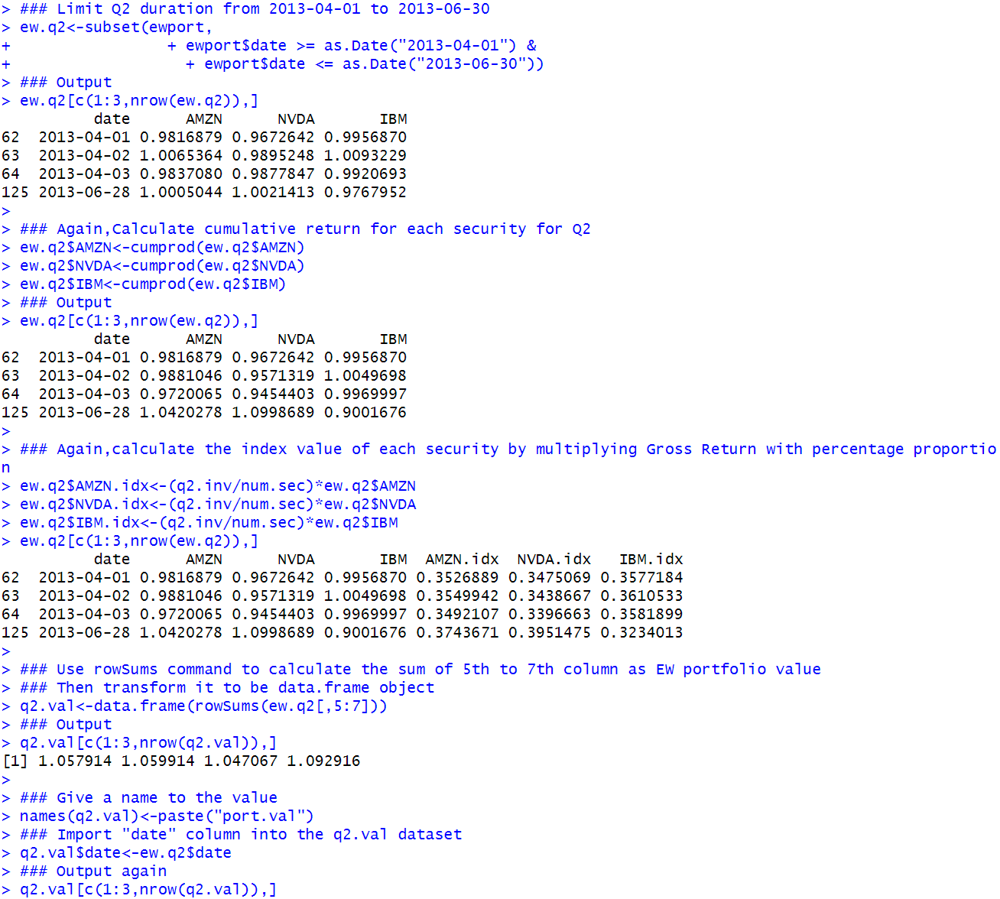 > ### Limit Q2 duration from 2013-04-01 to 2013-06-30
> ew.q2<-subset(ewport,
+                 + ewport$date >= as.Date("2013-04-01") &
+                   + ewport$date <= as.Date("2013-06-30"))
> ### Output
> ew.q2[c(1:3,nrow(ew.q2)),]
          date      AMZN      NVDA       IBM
62  2013-04-01 0.9816879 0.9672642 0.9956870
63  2013-04-02 1.0065364 0.9895248 1.0093229
64  2013-04-03 0.9837080 0.9877847 0.9920693
125 2013-06-28 1.0005044 1.0021413 0.9767952
>
> ### Again,Calculate cumulative return for each security for Q2
> ew.q2$AMZN<-cumprod(ew.q2$AMZN)
> ew.q2$NVDA<-cumprod(ew.q2$NVDA)
> ew.q2$IBM<-cumprod(ew.q2$IBM)
> ### Output
> ew.q2[c(1:3,nrow(ew.q2)),]
          date      AMZN      NVDA       IBM
62  2013-04-01 0.9816879 0.9672642 0.9956870
63  2013-04-02 0.9881046 0.9571319 1.0049698
64  2013-04-03 0.9720065 0.9454403 0.9969997
125 2013-06-28 1.0420278 1.0998689 0.9001676
>
> ### Again,calculate the index value of each security by multiplying Gross Return with percentage proportio
n
> ew.q2$AMZN.idx<-(q2.inv/num.sec)*ew.q2$AMZN
> ew.q2$NVDA.idx<-(q2.inv/num.sec)*ew.q2$NVDA
> ew.q2$IBM.idx<-(q2.inv/num.sec)*ew.q2$IBM
> ew.q2[c(1:3,nrow(ew.q2)),]
          date      AMZN      NVDA       IBM  AMZN.idx  NVDA.idx   IBM.idx
62  2013-04-01 0.9816879 0.9672642 0.9956870 0.3526889 0.3475069 0.3577184
63  2013-04-02 0.9881046 0.9571319 1.0049698 0.3549942 0.3438667 0.3610533
64  2013-04-03 0.9720065 0.9454403 0.9969997 0.3492107 0.3396663 0.3581899
125 2013-06-28 1.0420278 1.0998689 0.9001676 0.3743671 0.3951475 0.3234013
>
> ### Use rowSums command to calculate the sum of 5th to 7th column as EW portfolio value
> ### Then transform it to be data.frame object
> q2.val<-data.frame(rowSums(ew.q2[,5:7]))
> ### Output
> q2.val[c(1:3,nrow(q2.val)),]
[1] 1.057914 1.059914 1.047067 1.092916
>
> ### Give a name to the value
> names(q2.val)<-paste("port.val")
> ### Import "date" column into the q2.val dataset
> q2.val$date<-ew.q2$date
> ### Output again
> q2.val[c(1:3,nrow(q2.val)),]